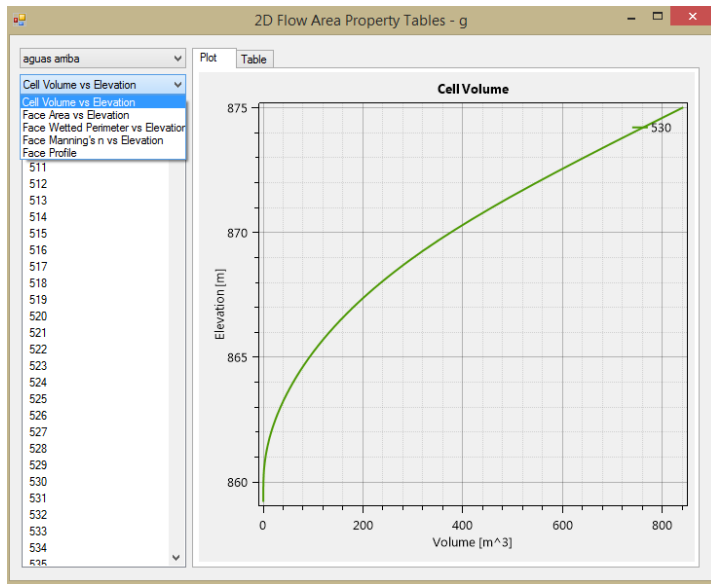 2D Flow Area Property Tables - g
aguas arriba
Plot
Table
Cell Volume vs Elevation
Cell Volume vs Elevation
Face Area vs Elevation
Face Wetted Perimeter vs Elevation
Face Manning's n vs Elevation
Face Profile
511
512
513
514
515
516
517
518
519
520
521
522
523
524
525
526
527
528
529
530
531
532
533
534
535
Cell Volume
875
870
865
860
Elevation [m]
530
0
200
400
600
800
Volume [m^3]